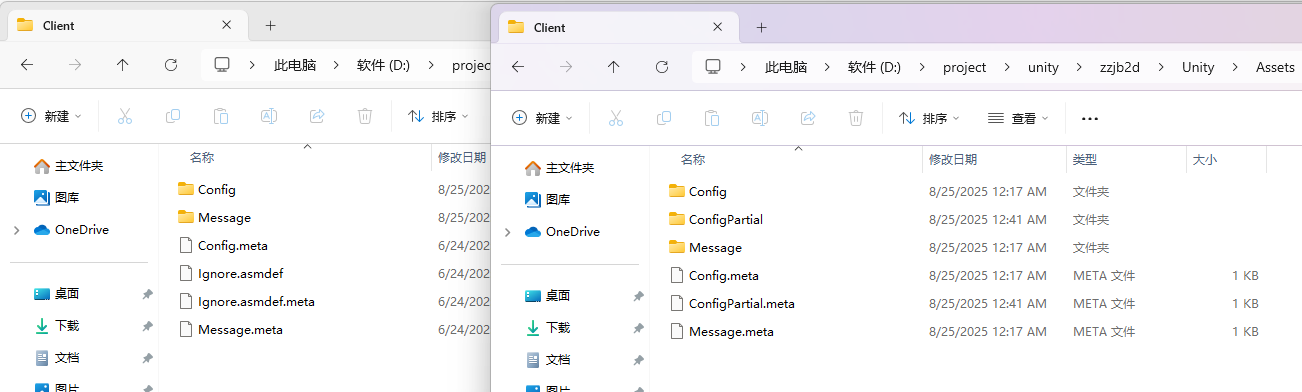 Client
此电脑 软件 (D:) projec
新建 排序
主文件夹
图库
OneDrive
桌面
下载
文档
图片
名称 修改日期
Config 8/25/202
Message 8/25/202
Config.meta 6/24/202
Ignore.asmdef 6/24/202
Ignore.asmdef.meta 6/24/202
Message.meta 6/24/202
Client
此电脑 软件 (D:) project unity zzjb2d Unity Assets
新建 排序 查看
主文件夹
图库
OneDrive
桌面
下载
文档
图片
名称 修改日期 类型 大小
Config 8/25/2025 12:17 AM 文件夹
ConfigPartial 8/25/2025 12:41 AM 文件夹
Message 8/25/2025 12:17 AM 文件夹
Config.meta 8/25/2025 12:17 AM META 文件 1 KB
ConfigPartial.meta 8/25/2025 12:41 AM META 文件 1 KB
Message.meta 8/25/2025 12:17 AM META 文件 1 KB